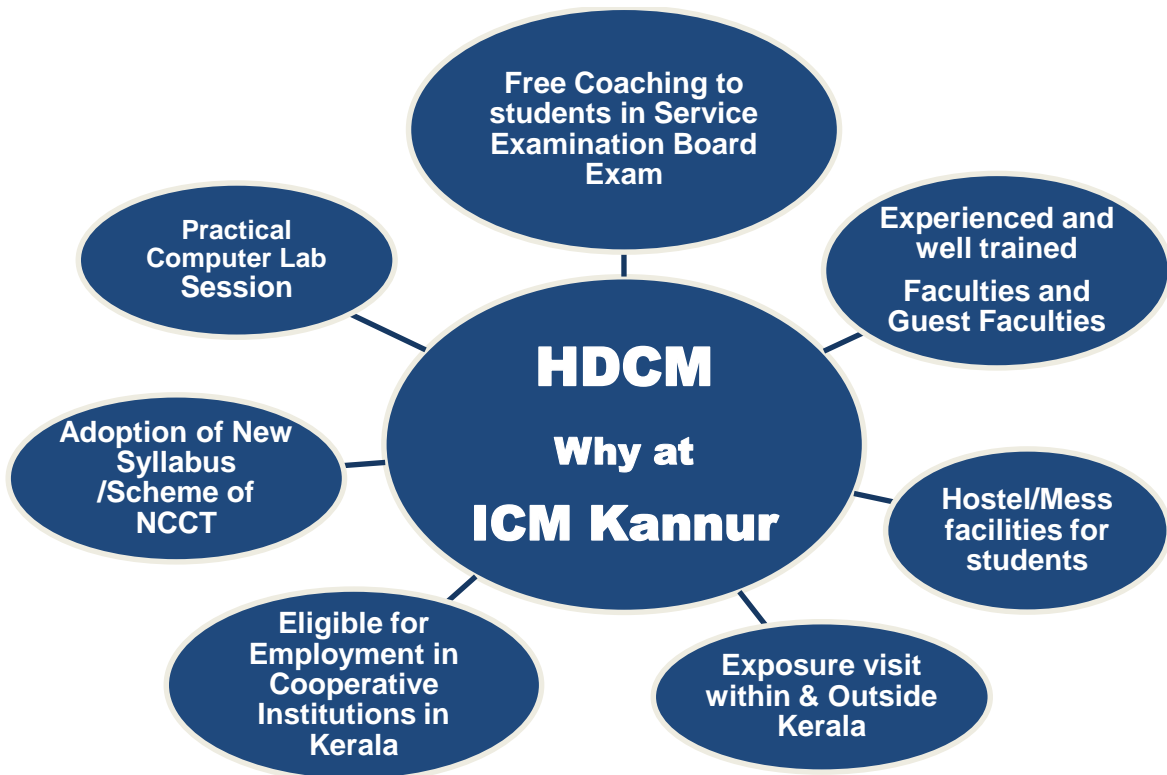 Free Coaching to
students in Service
Examination Board
Exam
Experienced and
well trained
Faculties and
Guest Faculties
Practical
Computer Lab
Session
HDCM
Why at
ICM Kannur
Adoption of New
Syllabus
/Scheme of
NCCT
Hostel/Mess
facilities for
students
Eligible for
Employment in
Cooperative
Institutions in
Kerala
Exposure visit
within & Outside
Kerala